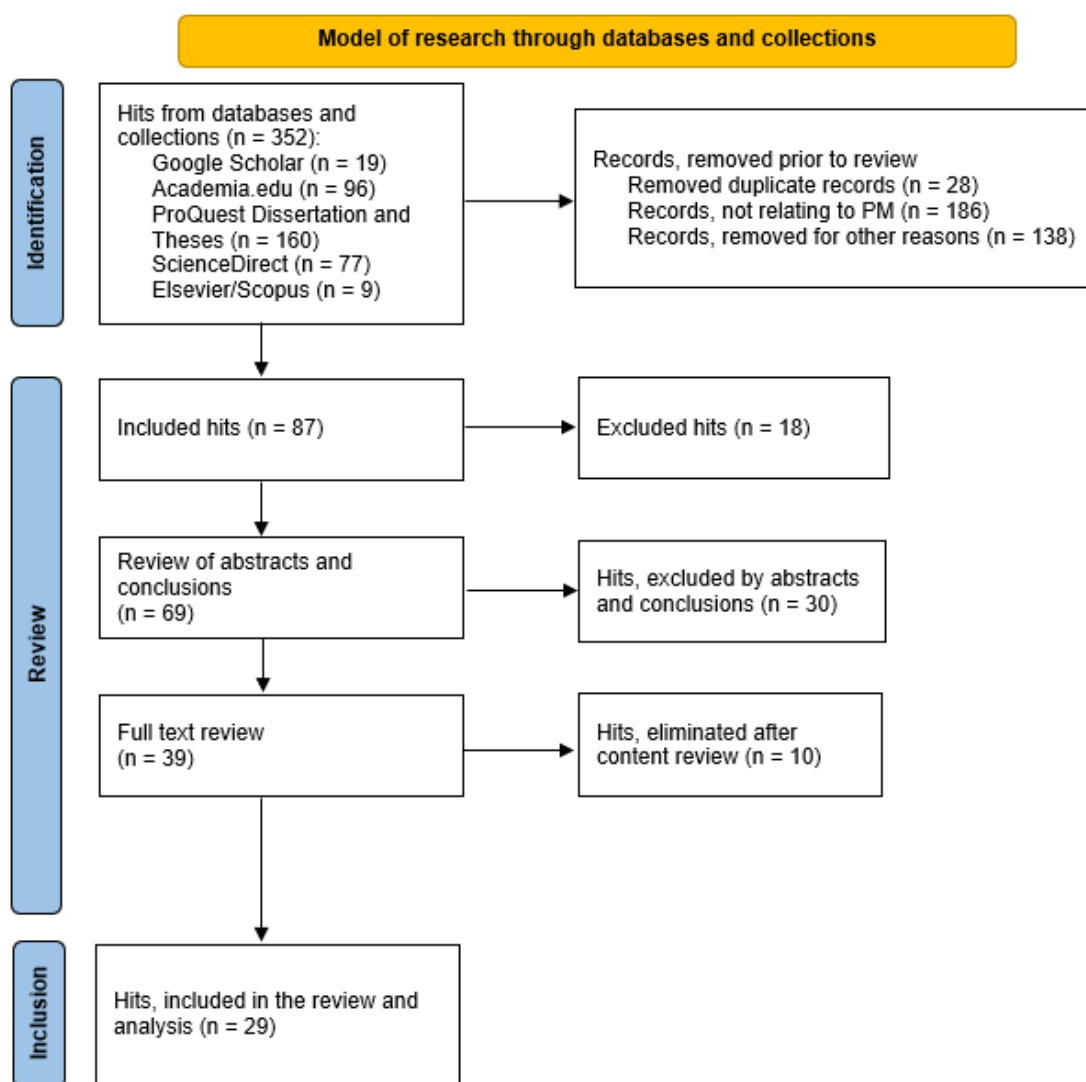 Model of research through databases and collections
Identification
Hits from databases and
collections (n = 352):
Google Scholar (n = 19)
Academia.edu (n = 96)
ProQuest Dissertation and
Theses (n = 160)
ScienceDirect (n = 77)
Elsevier/Scopus (n = 9)
Records, removed prior to review
Removed duplicate records (n = 28)
Records, not relating to PM (n = 186)
Records, removed for other reasons (n = 138)
Review
Included hits (n = 87)
Excluded hits (n = 18)
Review of abstracts and
conclusions
(n = 69)
Hits, excluded by abstracts
and conclusions (n = 30)
Full text review
(n = 39)
Hits, eliminated after
content review (n = 10)
Inclusion
Hits, included in the review and
analysis (n = 29)